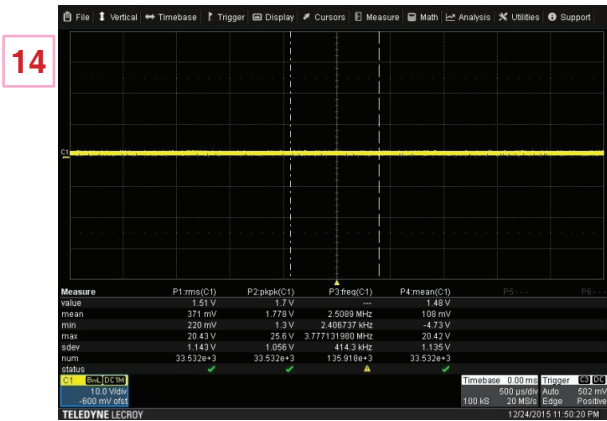 14
File Vertical Timebase Trigger Display Cursors Measure Math Analysis Utilities Support
C1
Measure P1:rms(C1) P2:pkpk(C1) P3:freq(C1) P4:mean(C1) P5:--- P6:---
value 1.51 V 1.7 V --- 1.48 V
mean 371 mV 1.778 V 2.5089 MHz 108 mV
min 220 mV 1.3 V 2.406737 kHz -4.73 V
max 20.43 V 25.6 V 3.777131980 MHz 20.42 V
sdev 1.143 V 1.056 V 414.3 kHz 1.135 V
num 33.532e+3 33.532e+3 135.918e+3 33.532e+3
status
C1 BwL DC1M Timebase 0.00 ms Trigger C3 DC
10.0 V/div 500 µs/div Auto 502 mV
-600 mV ofst 100 kS 20 MS/s Edge Positive
TELEDYNE LECROY 12/24/2015 11:50:20 PM